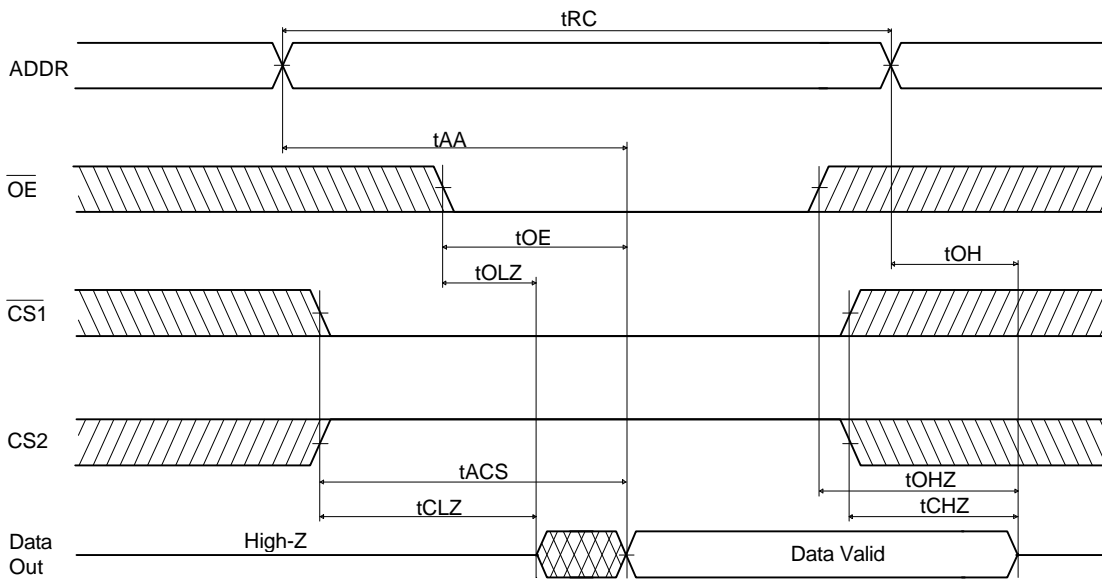 tRC
ADDR
tAA
OE
tOE
tOH
tOLZ
CS1
CS2
tACS
tOHZ
tCLZ
tCHZ
High-Z
Data Valid
Data
Out